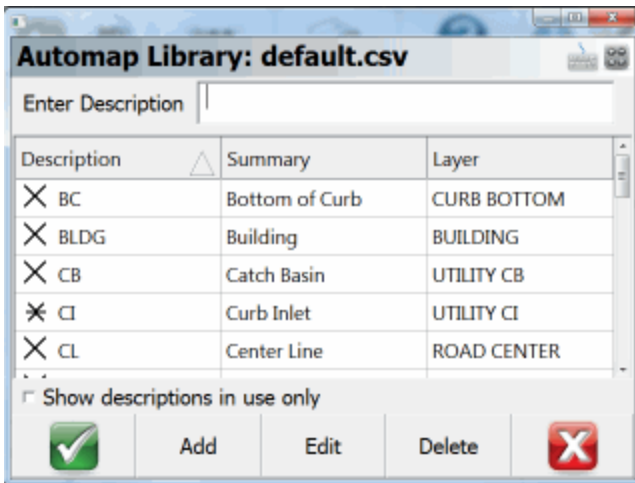 Automap Library: default.csv
Enter Description
Description Summary Layer
BC Bottom of Curb CURB BOTTOM
BLDG Building BUILDING
CB Catch Basin UTILITY CB
CI Curb Inlet UTILITY CI
CL Center Line ROAD CENTER
Show descriptions in use only
Add Edit Delete